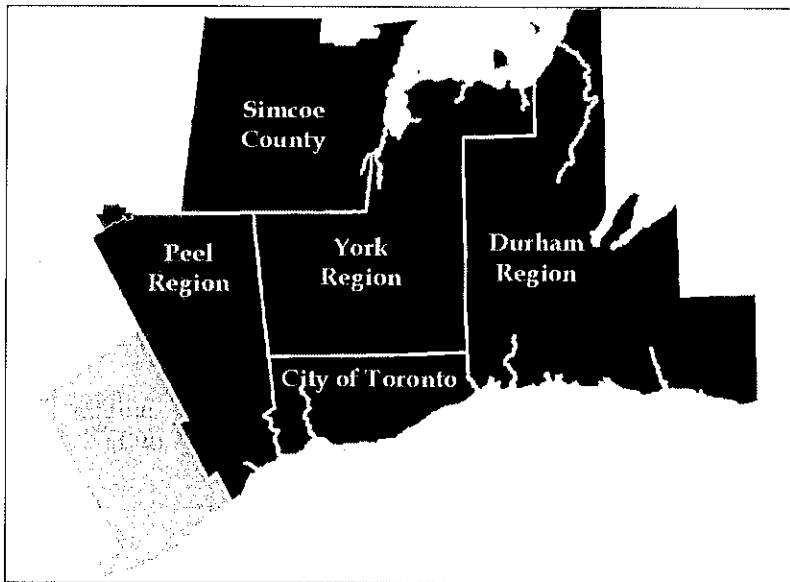 Simcoe
County
Peel
Region
York
Region
Durham
Region
City of Toronto